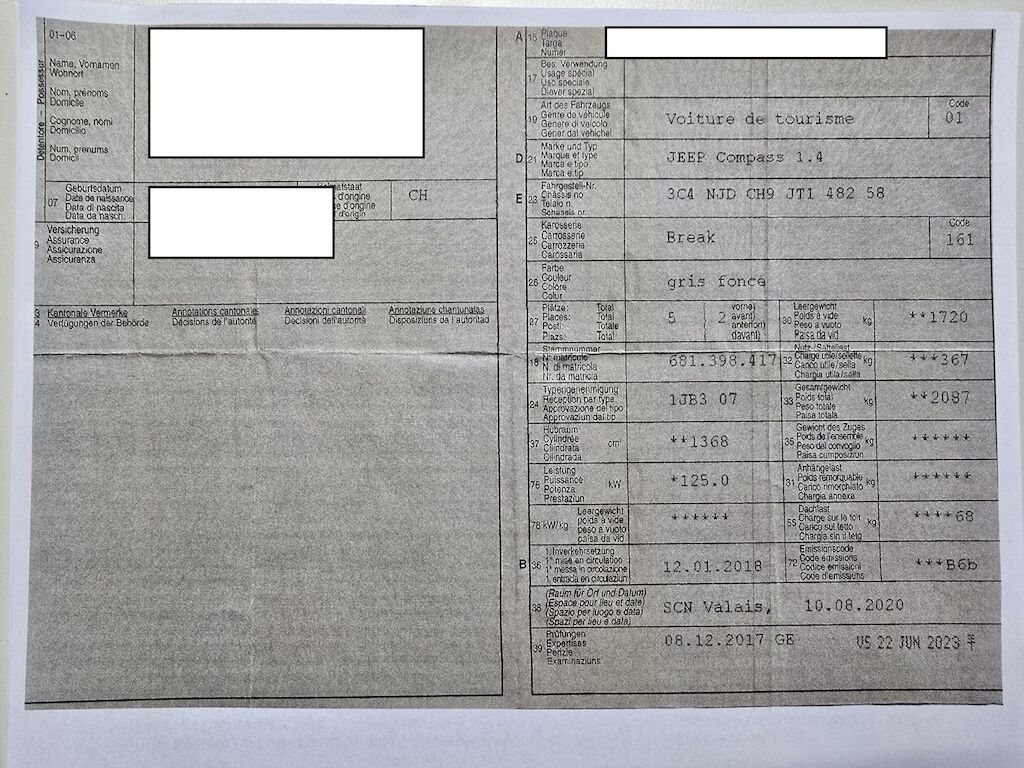 01-06
Name, Vornamen
Wohnort
Nom, prénoms
Domicile
Cognome, nomi
Domicilio
Num, prenums
Domicil
Detentore - Possessur
07
Geburtsdatum
Date de naissance
Data di nascita
Data da nasch.
Heimatstaat
d'origine
d'origine
d'origin
CH
9
Versicherung
Assurance
Assicurazione
Assicuranza
Kantonale Vermerke
Verfügungen der Behörde
Annotations cantonales
Décisions de l'autorité
Annotazioni cantonali
Decisioni dell'autorità
Annotaziuns chantunalas
Disposiziuns da l'autoritad
A 15
Plaque
Targa
Numer
17
Bes. Verwendung
Usage spécial
Uso speciale
Diever spezial
19
Art des Fahrzeugs
Genre de véhicule
Genere di veicolo
Gener dal vehichel
Voiture de tourisme
Code
01
D 21
Marke und Typ
Marque et type
Marca e tipo
Marca e tip
JEEP Compass 1.4
E 23
Fahrgestell-Nr.
Châssis no
Telaio n.
Schassis nr.
3C4 NJD CH9 JT1 482 58
25
Karosserie
Carrosserie
Carrozzeria
Carossaria
Break
Code
161
26
Farbe
Couleur
Colore
Colur
gris foncé
27
Plätze: Total
Places: Total
Posti: Totale
Plazs: Total
5
2
vorne)
avant)
anteriori)
davant)
30
Leergewicht
Poids à vide
Peso a vuoto
Paisa da vid
kg
**1720
18
Stammnummer
N° matricule
N. di matricola
Nr. da matricla
681.398.417
32
Nutz-/Sattellast
Charge utile/sellette
Carico utile/sella
Chargia utila/sella
kg
***367
24
Typengenehmigung
Réception par type
Approvazione del tipo
Approvaziun dal tip
1JB3 07
33
Gesamtgewicht
Poids total
Peso totale
Paisa totala
kg
**2087
37
Hubraum
Cylindrée
Cilindrata
Cilindrada
cm³
**1368
35
Gewicht des Zuges
Poids de l'ensemble
Peso del convoglio
Paisa cumposiziun
kg
******
76
Leistung
Puissance
Potenza
Prestaziun
kW
*125.0
31
Anhängelast
Poids remorquable
Carico rimorchiato
Chargia annexa
kg
******
78
kW/kg
Leergewicht
poids à vide
peso a vuoto
paisa da vid
******
55
Dachlast
Charge sur le toit
Carico sul tetto
Chargia sin il tetg
kg
****68
B 36
1. Inverkehrsetzung
1re mise en circulation
1a messa in circolazione
1. entrada en circulaziun
12.01.2018
72
Emissionscode
Code émissions
Codice emissioni
Code d'emissiuns
***B6b
38
(Raum für Ort und Datum)
(Espace pour lieu et date)
(Spazio per luogo e data)
(Spazi per lieu e data)
SCN Valais, 10.08.2020
39
Prüfungen
Expertises
Perizie
Examinaziuns
08.12.2017 GE
VS 22 JUN 2023